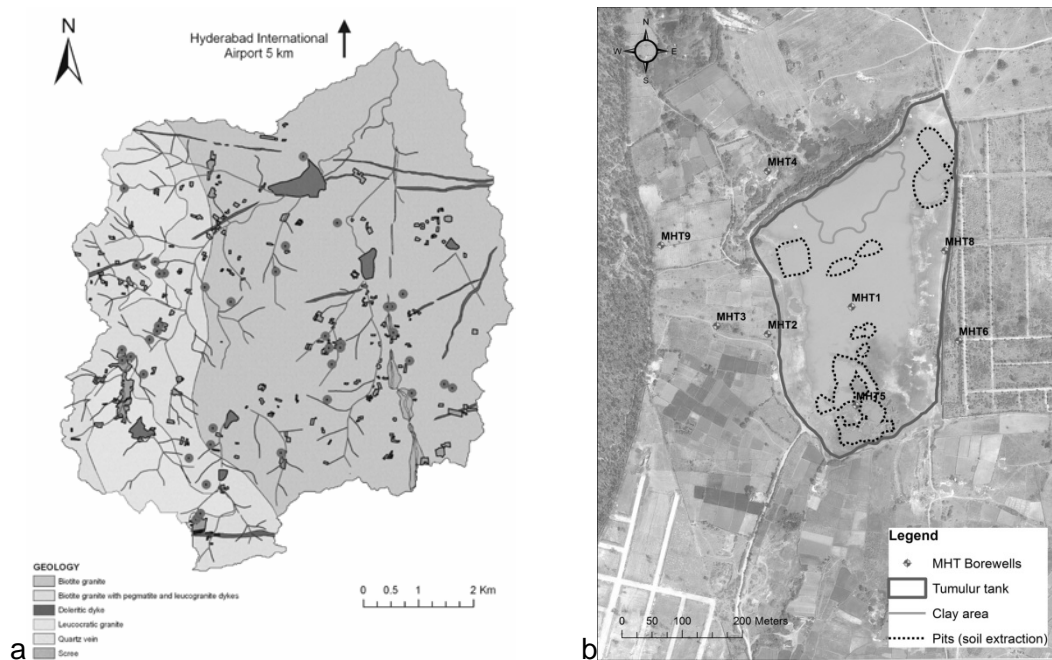 N
Hyderabad International
Airport 5 km
GEOLOGY
Biotite granite
Biotite granite with pegmatite and leucogranite dykes
Doleritic dyke
Leucocratic granite
Quartz vein
Scree
0 0.5 1 2 Km
a
N
W E
S
MHT4
MHT9
MHT8
MHT1
MHT3
MHT2
MHT6
MHT5
Legend
MHT Borewells
Tumulur tank
Clay area
Pits (soil extraction)
0 50 100 200 Meters
b